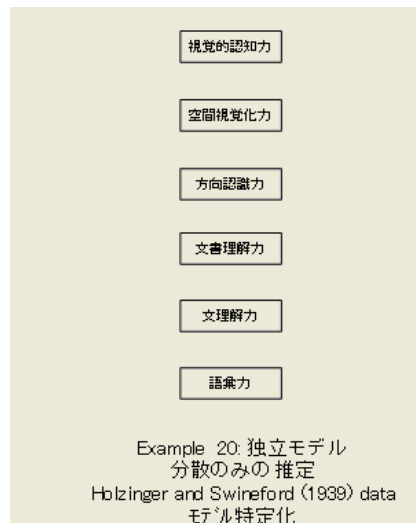 視覚的認知力
空間視覚化力
方向認識力
文書理解力
文理解力
語彙力
Example 20: 独立モデル
分散のみの 推定
Holzinger and Swineford (1939) data
モデル特定化